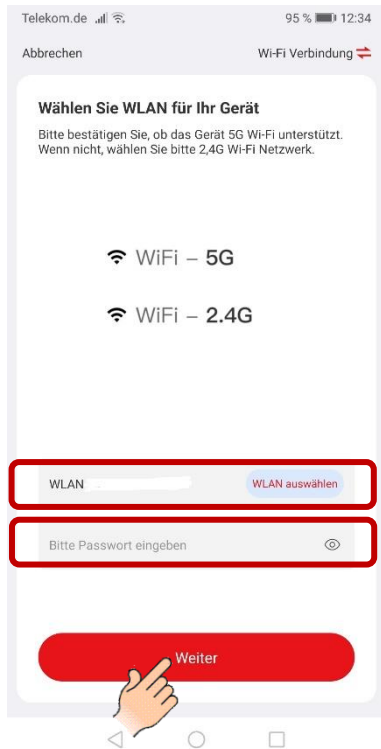 Telekom.de 95 % 12:34
Abbrechen Wi-Fi Verbindung
Wählen Sie WLAN für Ihr Gerät
Bitte bestätigen Sie, ob das Gerät 5G Wi-Fi unterstützt.
Wenn nicht, wählen Sie bitte 2,4G Wi-Fi Netzwerk.
WiFi – 5G
WiFi – 2.4G
WLAN WLAN auswählen
Bitte Passwort eingeben
Weiter